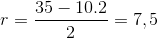 r = \frac{35 - 10.2}{2} = 7,5